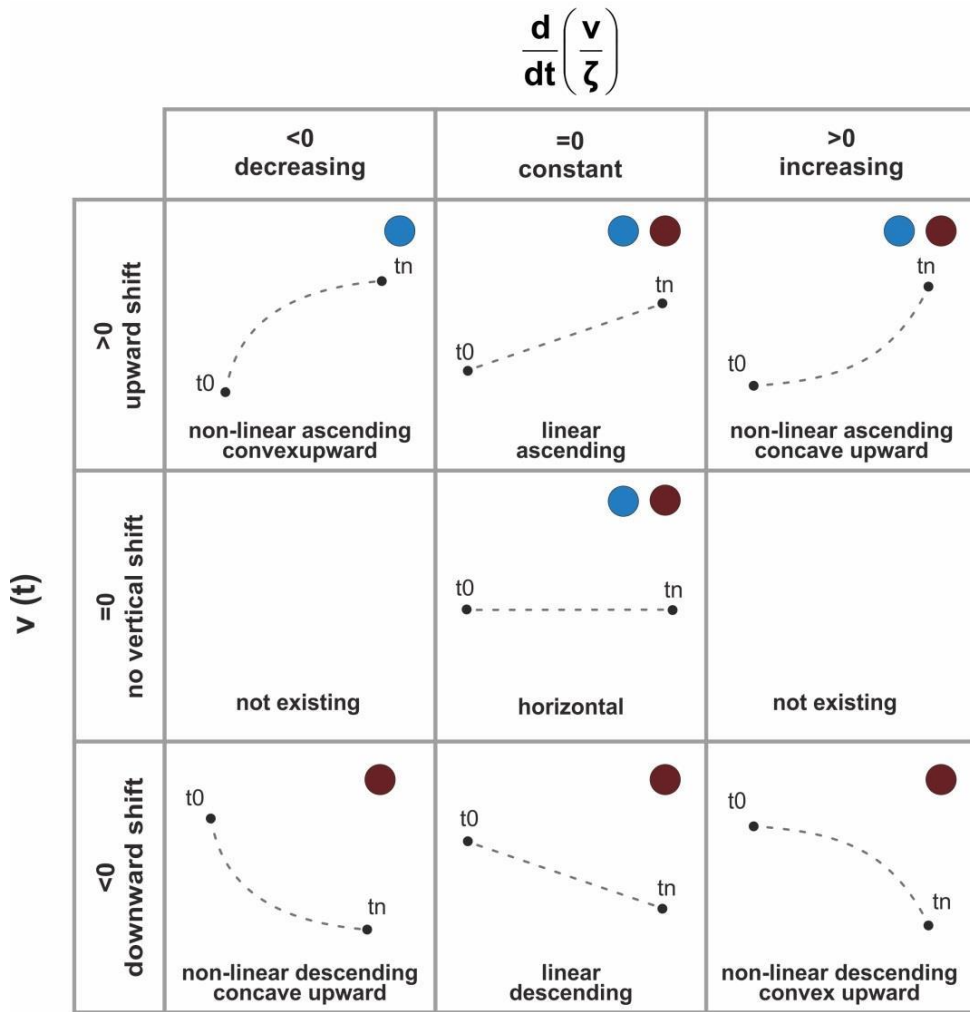 d/dt (v/ζ)
<0
decreasing
=0
constant
>0
increasing
v (t)
>0
upward shift
t0
tn
non-linear ascending
convexupward
t0
tn
linear
ascending
t0
tn
non-linear ascending
concave upward
=0
no vertical shift
not existing
t0
tn
horizontal
not existing
<0
downward shift
t0
tn
non-linear descending
concave upward
t0
tn
linear
descending
t0
tn
non-linear descending
convex upward